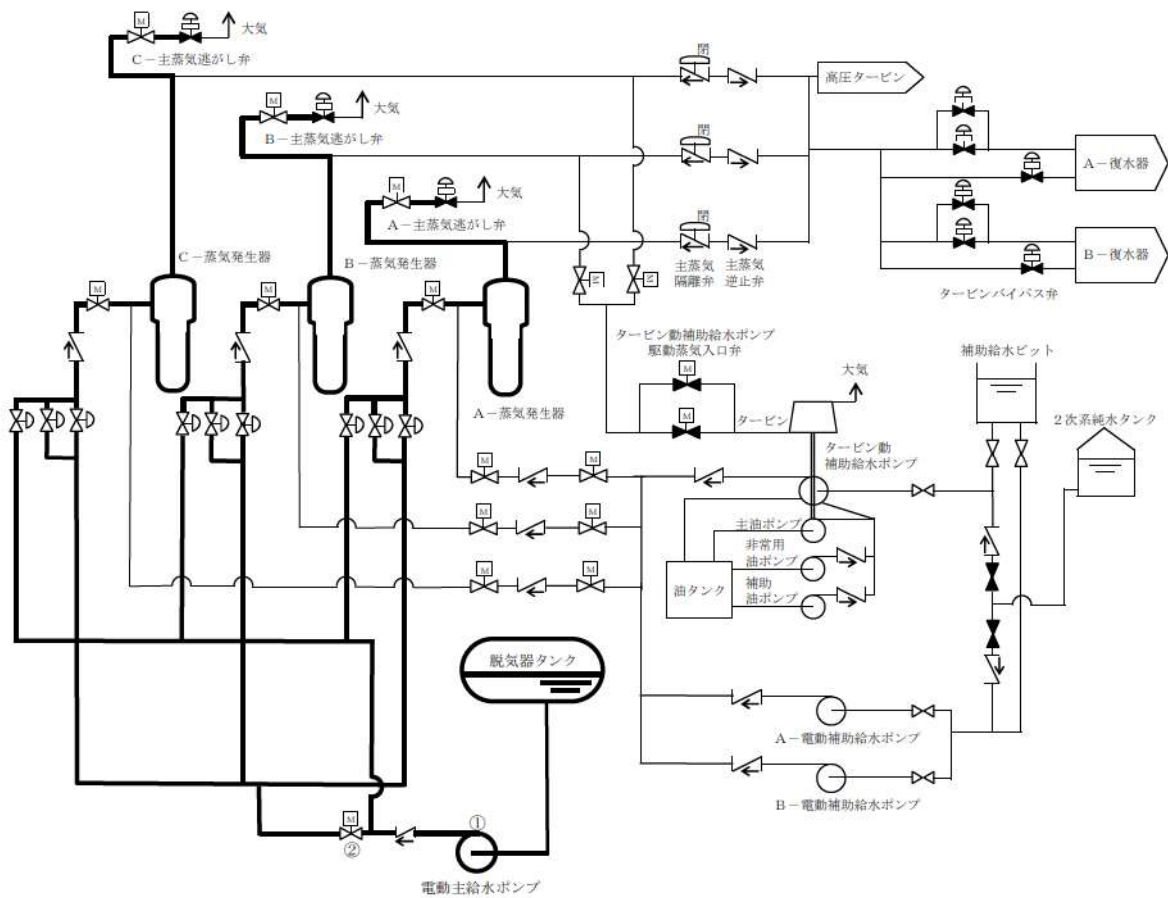 M
大気
C－主蒸気逃がし弁
閉
高圧タービン
M
大気
B－主蒸気逃がし弁
閉
A－復水器
M
大気
A－主蒸気逃がし弁
閉
B－復水器
C－蒸気発生器
B－蒸気発生器
主蒸気
隔離弁
主蒸気
逆止弁
タービンバイパス弁
M
M
M
M
M
タービン動補助給水ポンプ
駆動蒸気入口弁
補助給水ピット
M
大気
A－蒸気発生器
M
タービン
2次系純水タンク
タービン動
補助給水ポンプ
M
M
主油ポンプ
M
M
非常用
油ポンプ
M
M
補助
油ポンプ
油タンク
脱気器タンク
A－電動補助給水ポンプ
B－電動補助給水ポンプ
M
①
②
電動主給水ポンプ